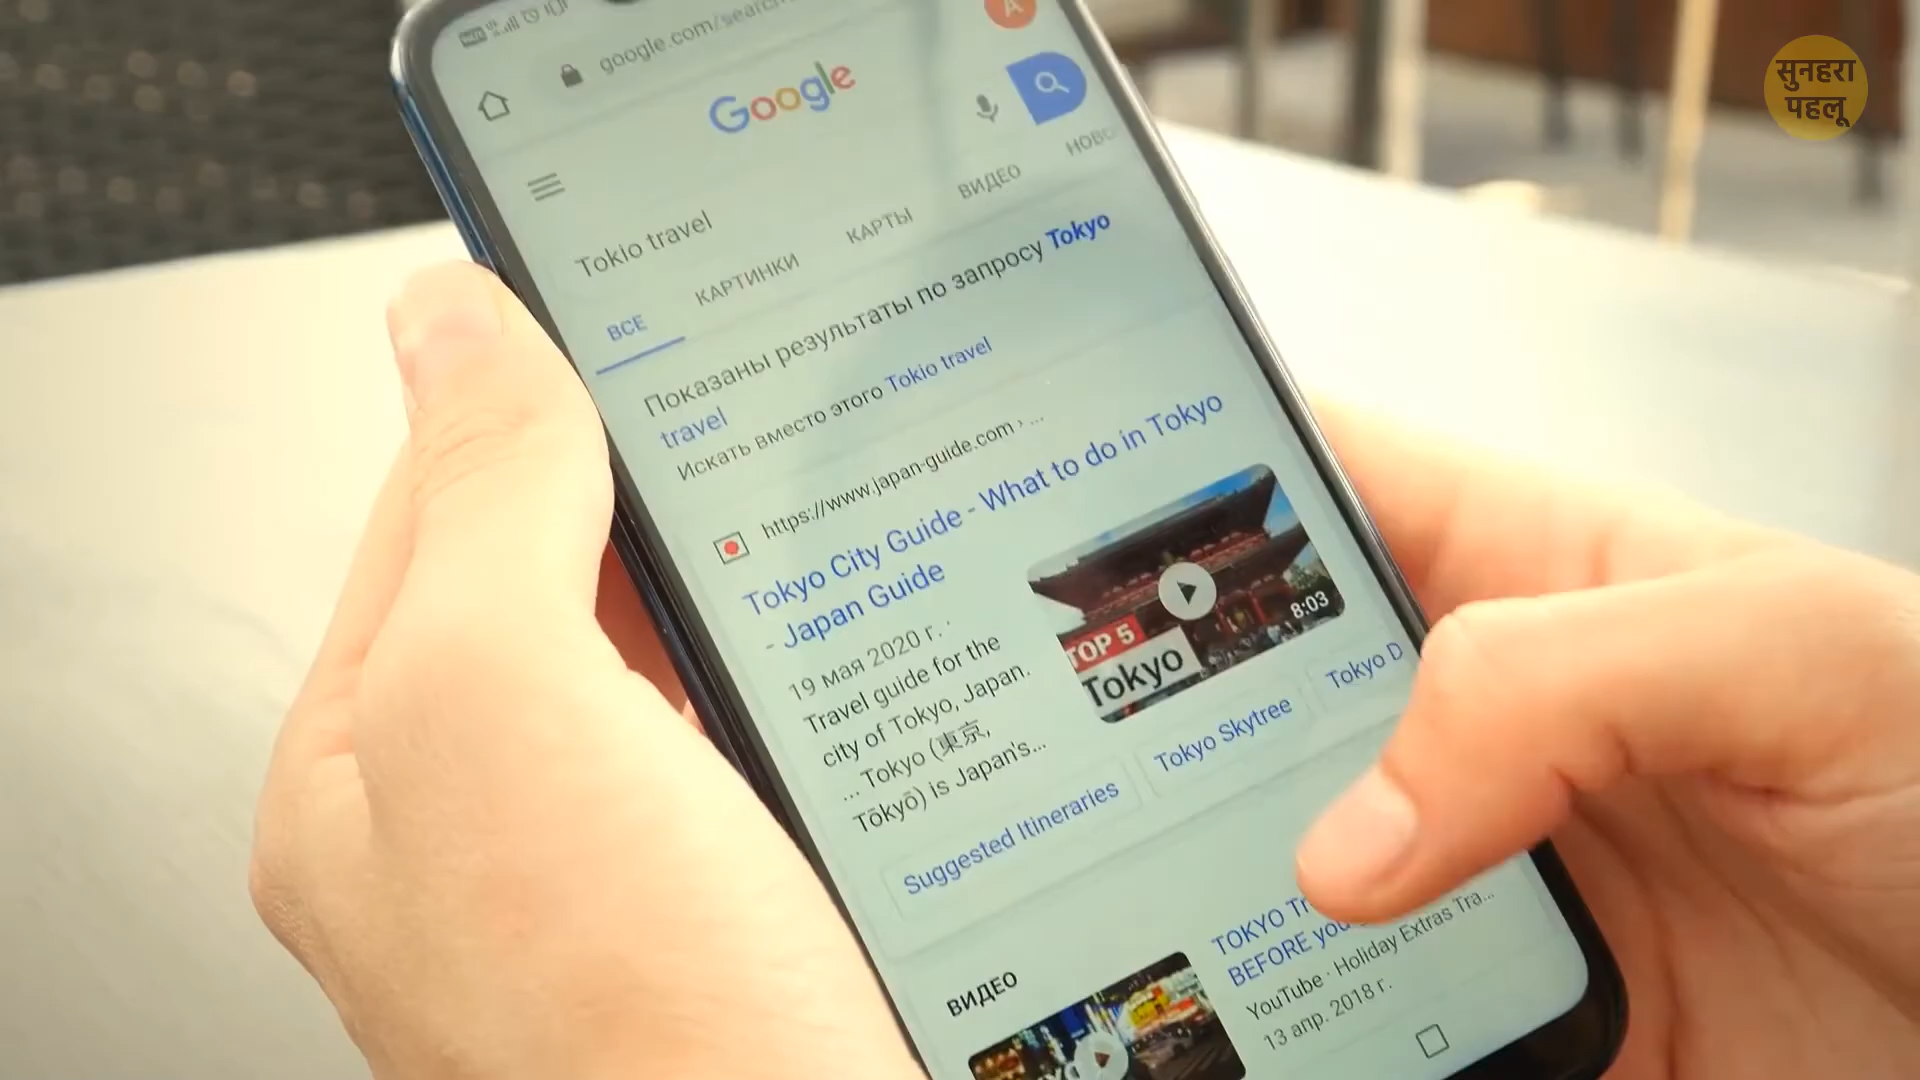 google.com/search
A
सुनहरा
पहलू
Google
Tokio travel
ВСЕ
КАРТИНКИ
КАРТЫ
ВИДЕО
Показаны результаты по запросу Tokyo
travel
Искать вместо этого Tokio travel
https://www.japan-guide.com › ...
Tokyo City Guide - What to do in Tokyo
- Japan Guide
19 мая 2020 г. ·
Travel guide for the
city of Tokyo, Japan.
... Tokyo (東京,
Tōkyō) is Japan's...
TOP 5
Tokyo
8:03
Suggested Itineraries
Tokyo Skytree
Tokyo D
ВИДЕО
TOKYO Tr
BEFORE you
YouTube · Holiday Extras Tra...
13 апр. 2018 г.